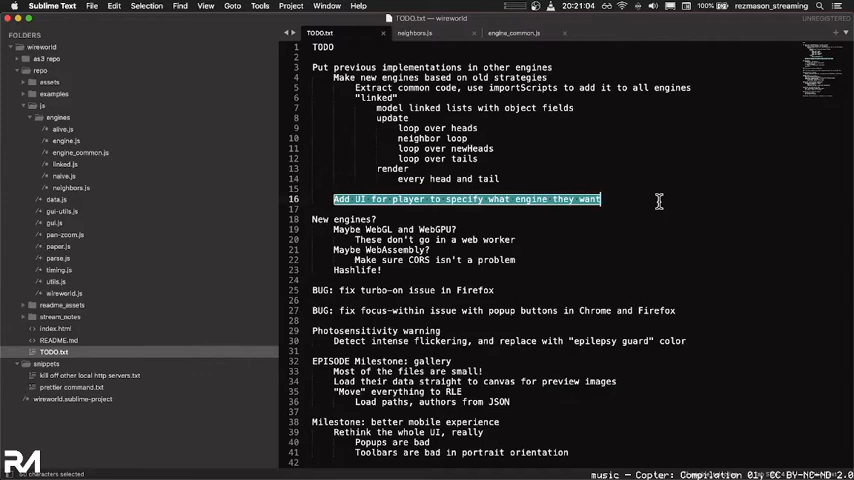 Sublime Text File Edit Selection Find View Goto Tools Project Window Help
100% 20:21:04 rezmason_streaming
TODO.txt — wireworld
UNREGISTERED
FOLDERS
wireworld
as3 repo
repo
assets
examples
js
engines
alive.js
engine.js
engine_common.js
linked.js
naive.js
neighbors.js
data.js
gui-utils.js
gui.js
pan-zoom.js
paper.js
parse.js
timing.js
utils.js
wireworld.js
readme_assets
stream_notes
index.html
README.md
TODO.txt
snippets
kill off other local http servers.txt
prettier command.txt
wireworld.sublime-project
TODO.txt neighbors.js engine_common.js
1 TODO
2
3 Put previous implementations in other engines
4 Make new engines based on old strategies
5 Extract common code, use importScripts to add it to all engines
6 "linked"
7 model linked lists with object fields
8 update
9 loop over heads
10 neighbor loop
11 loop over newHeads
12 loop over tails
13 render
14 every head and tail
15
16 Add UI for player to specify what engine they want
17
18 New engines?
19 Maybe WebGL and WebGPU?
20 These don't go in a web worker
21 Maybe WebAssembly?
22 Make sure CORS isn't a problem
23 Hashlife!
24
25 BUG: fix turbo-on issue in Firefox
26
27 BUG: fix focus-within issue with popup buttons in Chrome and Firefox
28
29 Photosensitivity warning
30 Detect intense flickering, and replace with "epilepsy guard" color
31
32 EPISODE Milestone: gallery
33 Most of the files are small!
34 Load their data straight to canvas for preview images
35 "Move" everything to RLE
36 Load paths, authors from JSON
37
38 Milestone: better mobile experience
39 Rethink the whole UI, really
40 Popups are bad
41 Toolbars are bad in portrait orientation
42
RM
50 characters selected
music - Copter: Compilation 01, CC BY-NC-ND 2.0